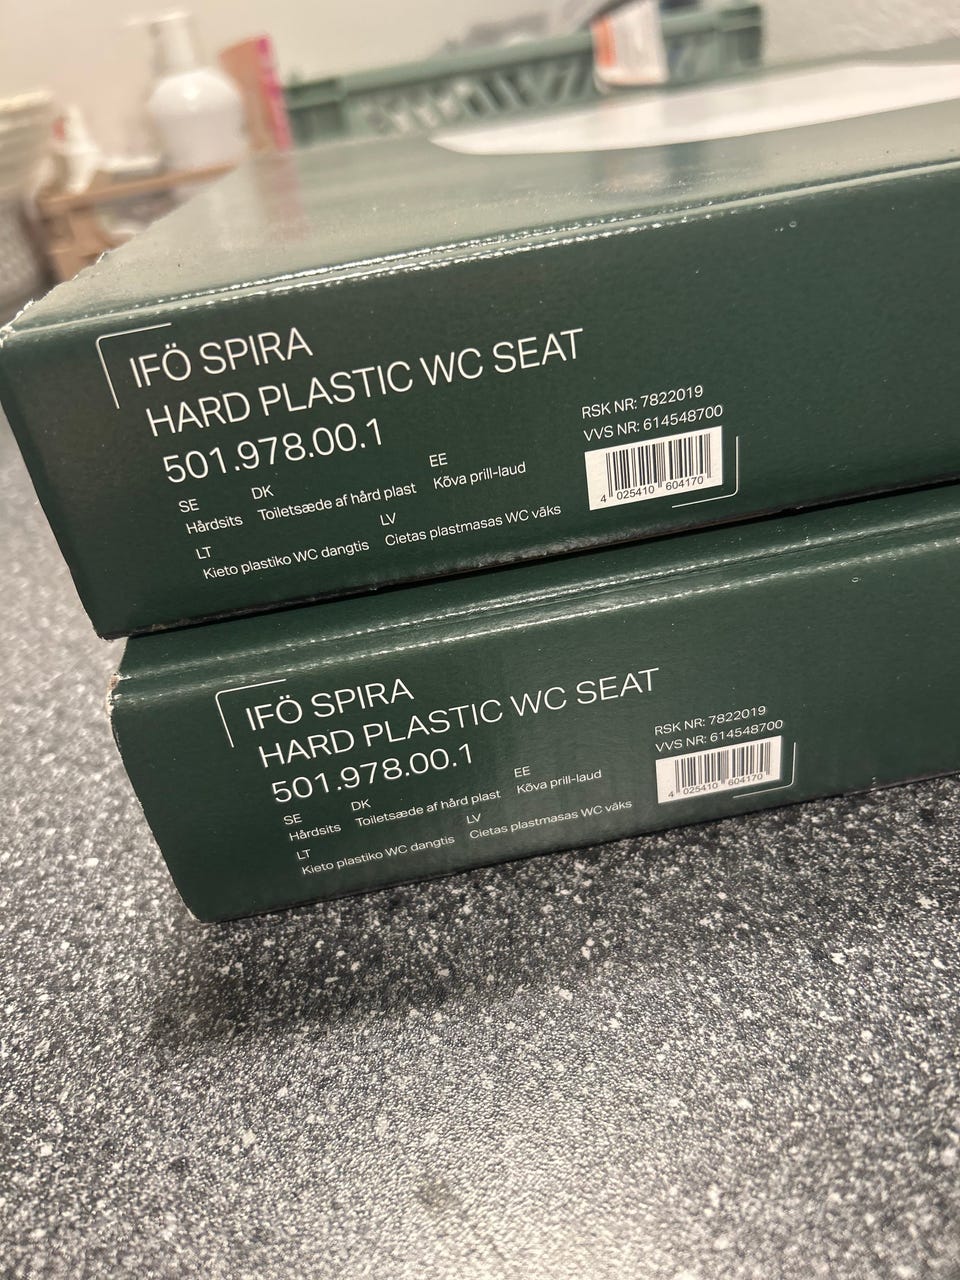 IFÖ SPIRA
HARD PLASTIC WC SEAT
501.978.00.1
RSK NR: 7822019
VVS NR: 614548700
4 025410 604170
SE
Hårdsits
DK
Toiletsæde af hård plast
EE
Kõva prill-laud
LT
Kieto plastiko WC dangtis
LV
Cietas plastmasas WC vāks
IFÖ SPIRA
HARD PLASTIC WC SEAT
501.978.00.1
RSK NR: 7822019
VVS NR: 614548700
4 025410 604170
SE
Hårdsits
DK
Toiletsæde af hård plast
EE
Kõva prill-laud
LT
Kieto plastiko WC dangtis
LV
Cietas plastmasas WC vāks